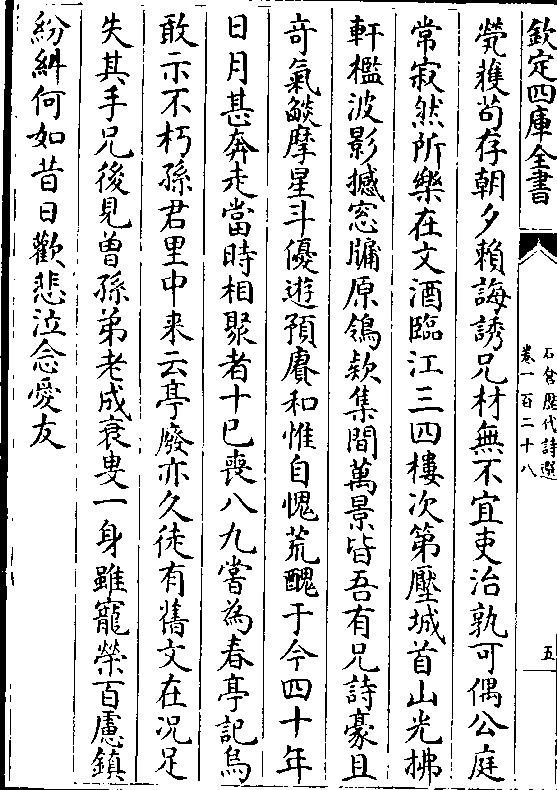 欽定四庫全書
石倉歷代詩選
卷一百二十八
五
煢獲茍存朝夕賴誨誘兄材無不宜吏治孰可偶公庭
常寂然所樂在文酒臨江三四樓次第壓城首山光拂
軒檻波影撼窓牖原鴒欵集間萬景皆吾有兄詩豪且
竒氣燄摩星斗優遊預賡和惟自愧荒醜于今四十年
日月甚奔走當時相聚者十已喪八九嘗為春亭記烏
敢示不朽孫君里中来云亭廢亦久徒有舊文在况足
失其手兄後見曾孫弟老成衰叟一身雖寵榮百慮鎮
紛糾何如昔日歡悲泣念愛友